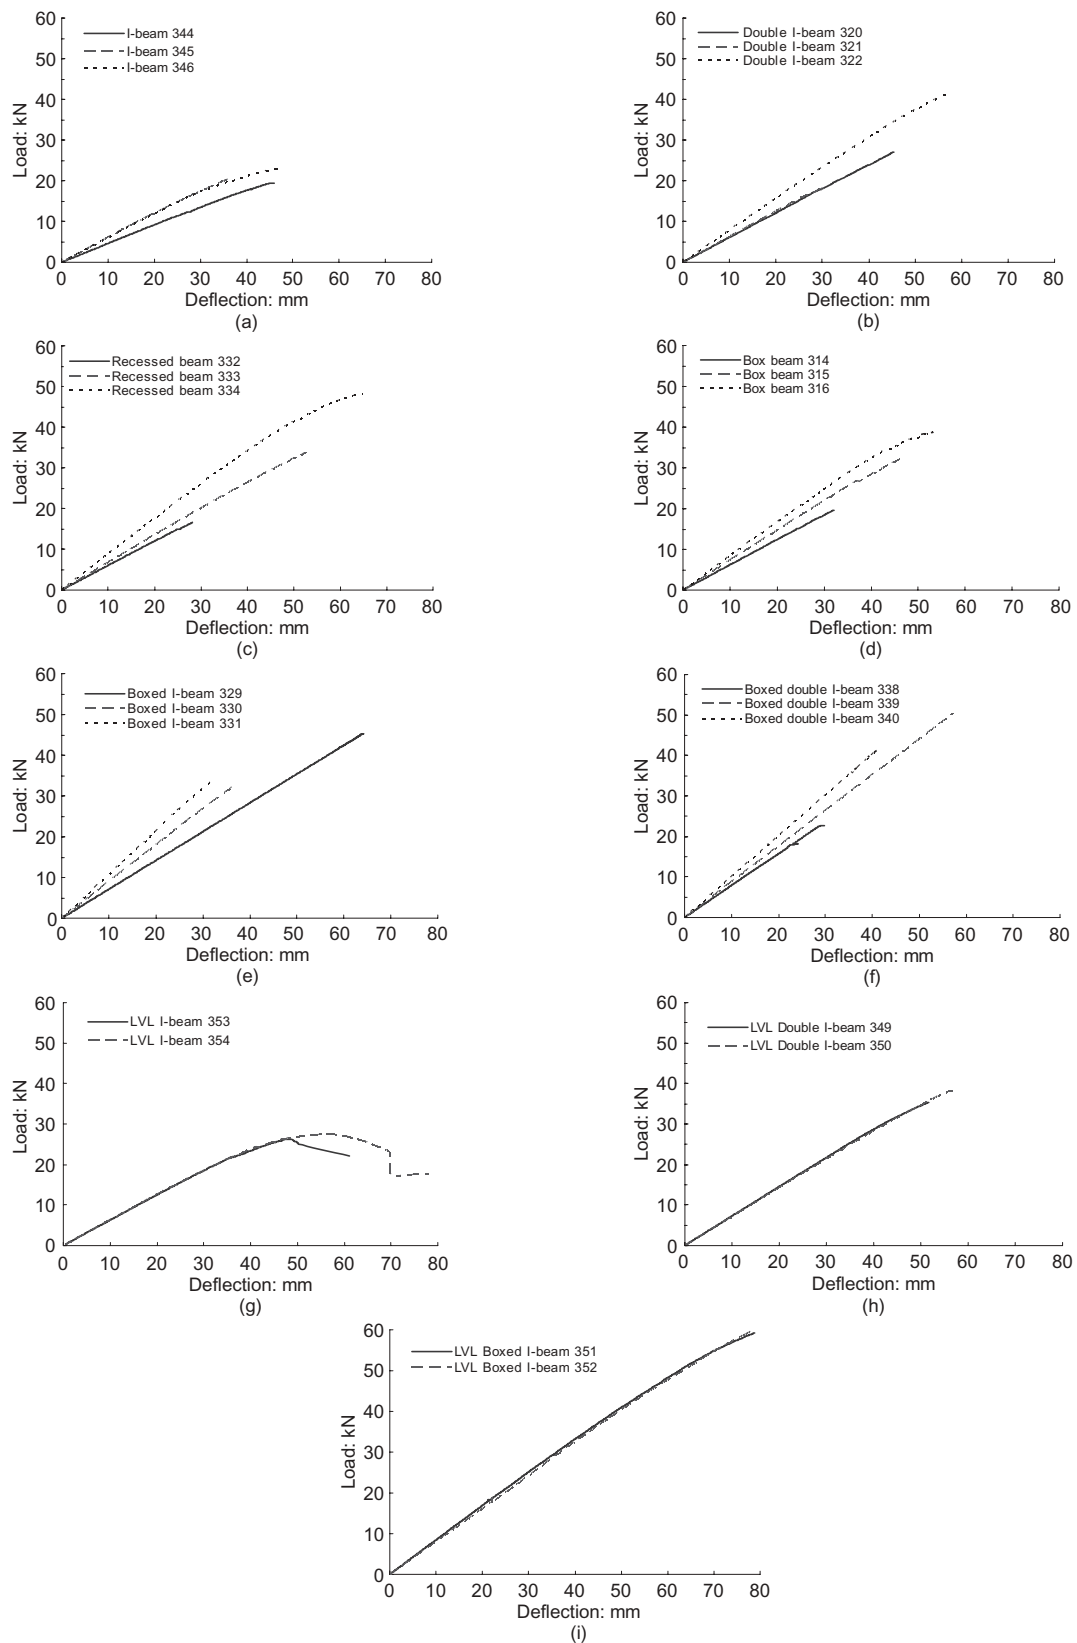 60
50
40
30
20
10
0
Load: kN
I-beam 344
I-beam 345
I-beam 346
0 10 20 30 40 50 60 70 80
Deflection: mm
(a)
60
50
40
30
20
10
0
Load: kN
Double I-beam 320
Double I-beam 321
Double I-beam 322
0 10 20 30 40 50 60 70 80
Deflection: mm
(b)
60
50
40
30
20
10
0
Load: kN
Recessed beam 332
Recessed beam 333
Recessed beam 334
0 10 20 30 40 50 60 70 80
Deflection: mm
(c)
60
50
40
30
20
10
0
Load: kN
Box beam 314
Box beam 315
Box beam 316
0 10 20 30 40 50 60 70 80
Deflection: mm
(d)
60
50
40
30
20
10
0
Load: kN
Boxed I-beam 329
Boxed I-beam 330
Boxed I-beam 331
0 10 20 30 40 50 60 70 80
Deflection: mm
(e)
60
50
40
30
20
10
0
Load: kN
Boxed double I-beam 338
Boxed double I-beam 339
Boxed double I-beam 340
0 10 20 30 40 50 60 70 80
Deflection: mm
(f)
60
50
40
30
20
10
0
Load: kN
LVL I-beam 353
LVL I-beam 354
0 10 20 30 40 50 60 70 80
Deflection: mm
(g)
60
50
40
30
20
10
0
Load: kN
LVL Double I-beam 349
LVL Double I-beam 350
0 10 20 30 40 50 60 70 80
Deflection: mm
(h)
60
50
40
30
20
10
0
Load: kN
LVL Boxed I-beam 351
LVL Boxed I-beam 352
0 10 20 30 40 50 60 70 80
Deflection: mm
(i)